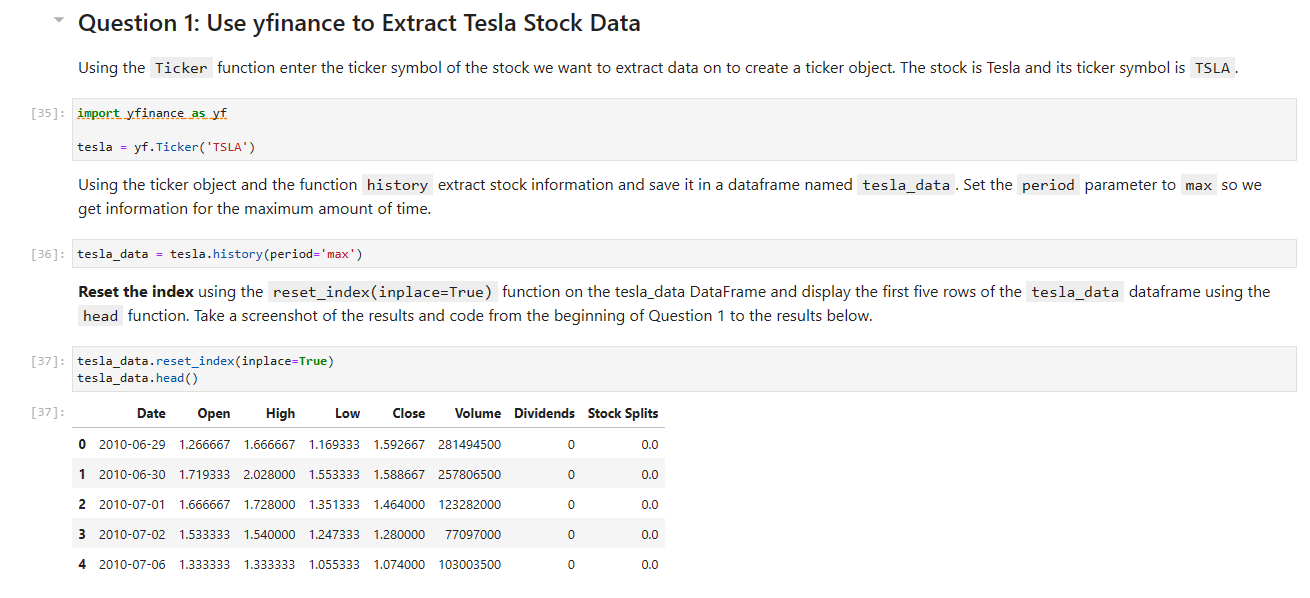 Question 1: Use yfinance to Extract Tesla Stock Data
Using the Ticker function enter the ticker symbol of the stock we want to extract data on to create a ticker object. The stock is Tesla and its ticker symbol is TSLA .
[35]: import yfinance as yf
tesla = yf.Ticker('TSLA')
Using the ticker object and the function history extract stock information and save it in a dataframe named tesla_data . Set the period parameter to max so we
get information for the maximum amount of time.
[36]: tesla_data = tesla.history(period='max')
Reset the index using the reset_index(inplace=True) function on the tesla_data DataFrame and display the first five rows of the tesla_data dataframe using the
head function. Take a screenshot of the results and code from the beginning of Question 1 to the results below.
[37]: tesla_data.reset_index(inplace=True)
tesla_data.head()
[37]: Date Open High Low Close Volume Dividends Stock Splits
0 2010-06-29 1.266667 1.666667 1.169333 1.592667 281494500 0 0.0
1 2010-06-30 1.719333 2.028000 1.553333 1.588667 257806500 0 0.0
2 2010-07-01 1.666667 1.728000 1.351333 1.464000 123282000 0 0.0
3 2010-07-02 1.533333 1.540000 1.247333 1.280000 77097000 0 0.0
4 2010-07-06 1.333333 1.333333 1.055333 1.074000 103003500 0 0.0